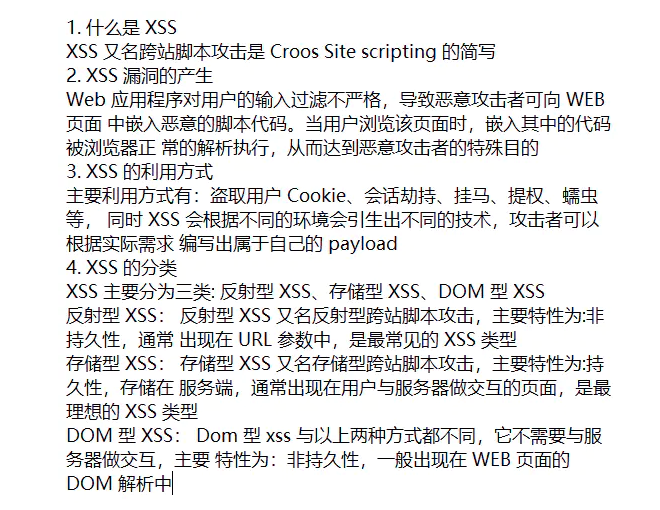 1. 什么是 XSS
XSS 又名跨站脚本攻击是 Croos Site scripting 的简写
2. XSS 漏洞的产生
Web 应用程序对用户的输入过滤不严格，导致恶意攻击者可向 WEB
页面 中嵌入恶意的脚本代码。当用户浏览该页面时，嵌入其中的代码
被浏览器正 常的解析执行，从而达到恶意攻击者的特殊目的
3. XSS 的利用方式
主要利用方式有：盗取用户 Cookie、会话劫持、挂马、提权、蠕虫
等， 同时 XSS 会根据不同的环境会引生出不同的技术，攻击者可以
根据实际需求 编写出属于自己的 payload
4. XSS 的分类
XSS 主要分为三类: 反射型 XSS、存储型 XSS、DOM 型 XSS
反射型 XSS： 反射型 XSS 又名反射型跨站脚本攻击，主要特性为:非
持久性，通常 出现在 URL 参数中，是最常见的 XSS 类型
存储型 XSS： 存储型 XSS 又名存储型跨站脚本攻击，主要特性为:持
久性，存储在 服务端，通常出现在用户与服务器做交互的页面，是最
理想的 XSS 类型
DOM 型 XSS： Dom 型 xss 与以上两种方式都不同，它不需要与服
务器做交互，主要 特性为：非持久性，一般出现在 WEB 页面的
DOM 解析中